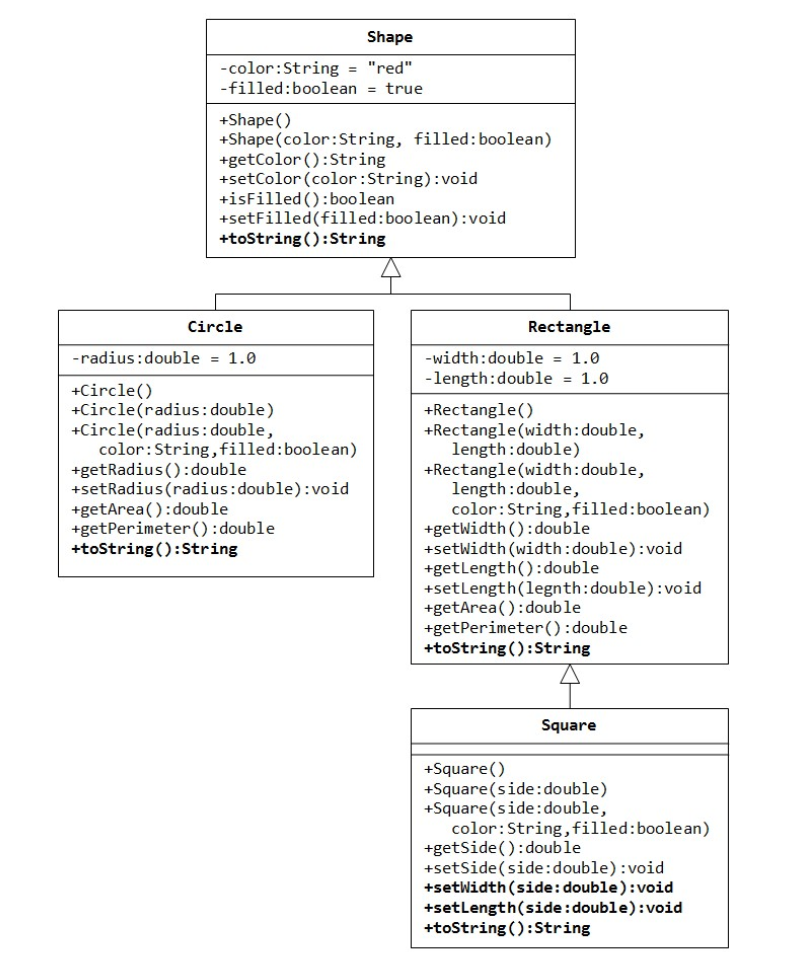 Shape
-color:String = "red"
-filled:boolean = true
+Shape()
+Shape(color:String, filled:boolean)
+getColor():String
+setColor(color:String):void
+isFilled():boolean
+setFilled(filled:boolean):void
+toString():String
Circle
-radius:double = 1.0
+Circle()
+Circle(radius:double)
+Circle(radius:double,
color:String,filled:boolean)
+getRadius():double
+setRadius(radius:double):void
+getArea():double
+getPerimeter():double
+toString():String
Rectangle
-width:double = 1.0
-length:double = 1.0
+Rectangle()
+Rectangle(width:double,
length:double)
+Rectangle(width:double,
length:double,
color:String,filled:boolean)
+getWidth():double
+setWidth(width:double):void
+getLength():double
+setLength(legnth:double):void
+getArea():double
+getPerimeter():double
+toString():String
Square
+Square()
+Square(side:double)
+Square(side:double,
color:String,filled:boolean)
+getSide():double
+setSide(side:double):void
+setWidth(side:double):void
+setLength(side:double):void
+toString():String